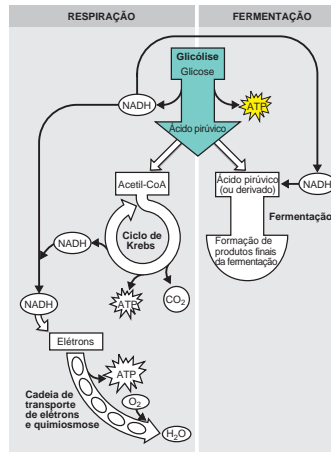 RESPIRAÇÃO
FERMENTAÇÃO
Glicólise
Glicose
NADH
ATP
Ácido pirúvico
Acetil-CoA
Ácido pirúvico
(ou derivado)
NADH
Fermentação
NADH
Ciclo de
Krebs
Formação de
produtos finais
da fermentação
ATP
CO2
NADH
Elétrons
ATP
O2
Cadeia de
transporte
de elétrons
e quimiosmose
H2O